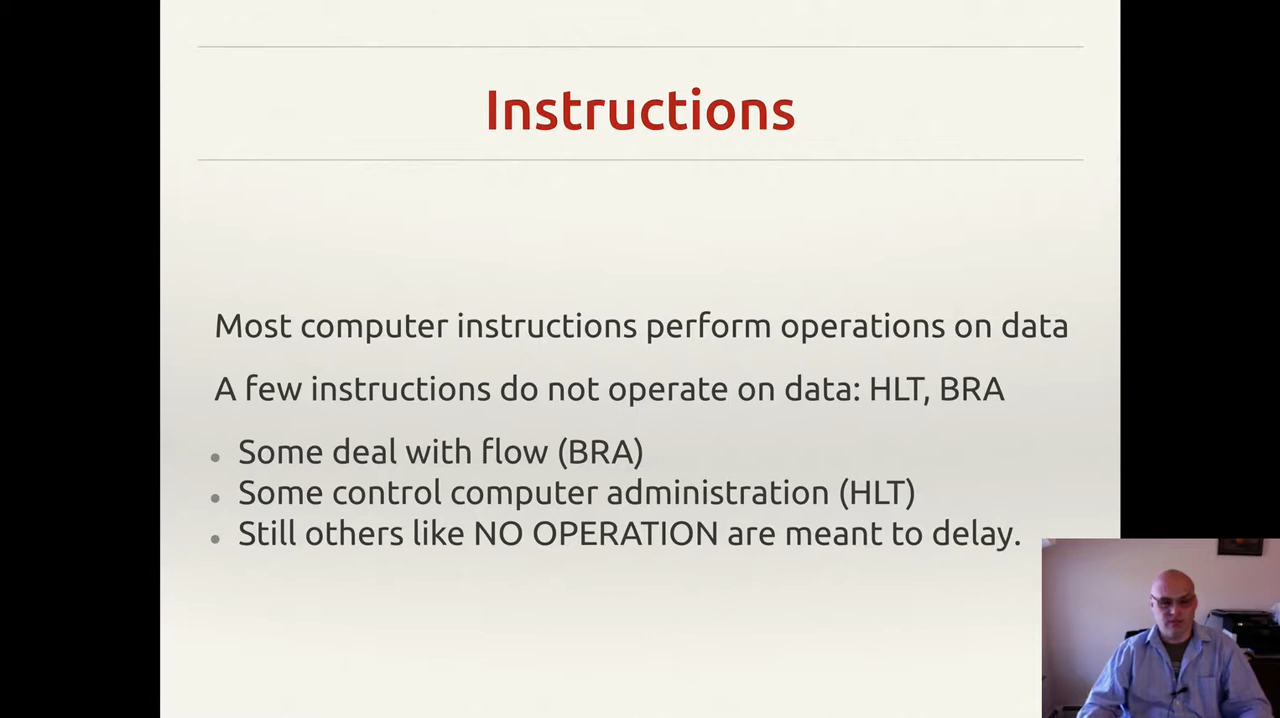 Instructions
Most computer instructions perform operations on data
A few instructions do not operate on data: HLT, BRA
Some deal with flow (BRA)
Some control computer administration (HLT)
Still others like NO OPERATION are meant to delay.